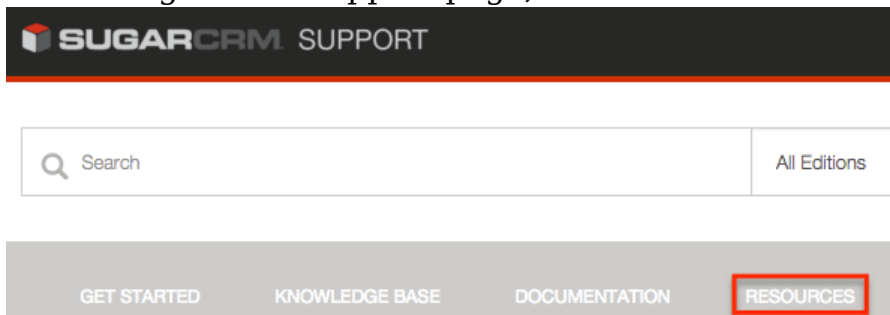 SUGARCRM. SUPPORT
Search
All Editions
GET STARTED KNOWLEDGE BASE DOCUMENTATION RESOURCES